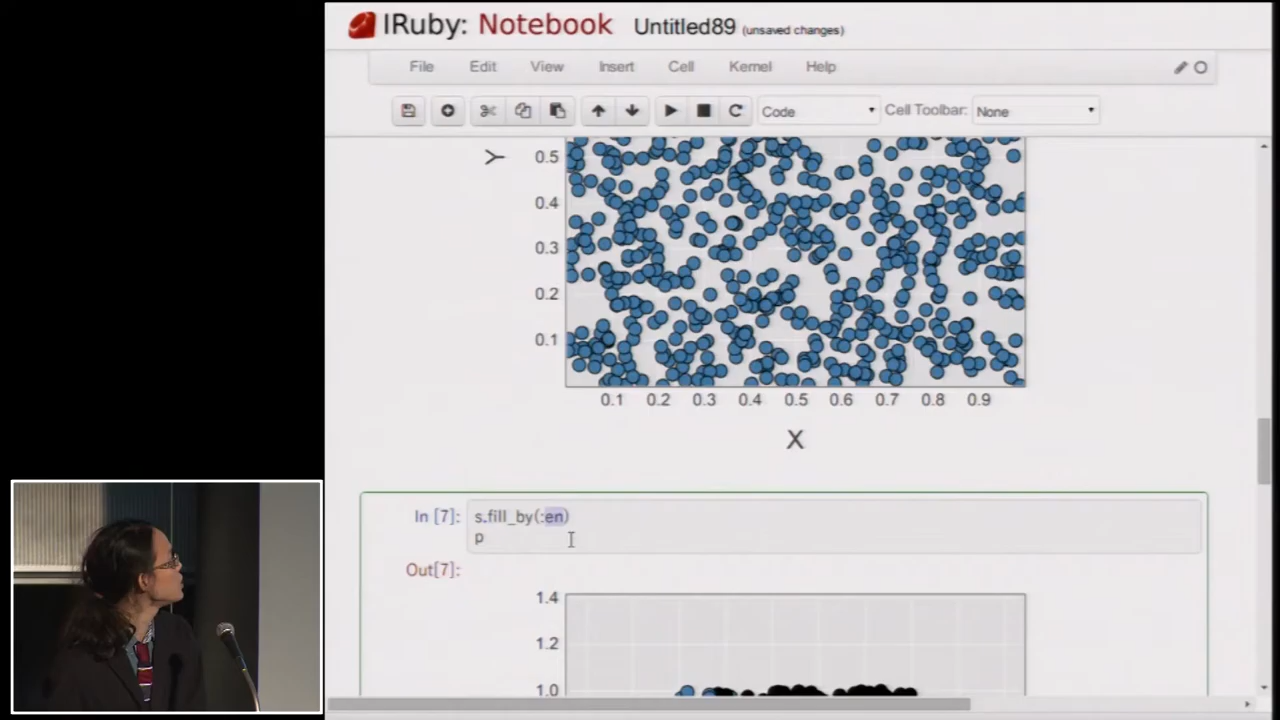 IRuby: Notebook Untitled89 (unsaved changes)
File Edit View Insert Cell Kernel Help
Code Cell Toolbar: None
Y
0.5
0.4
0.3
0.2
0.1
0.1 0.2 0.3 0.4 0.5 0.6 0.7 0.8 0.9
X
In [7]: s.fill_by(:en)
p
Out[7]:
1.4
1.2
1.0